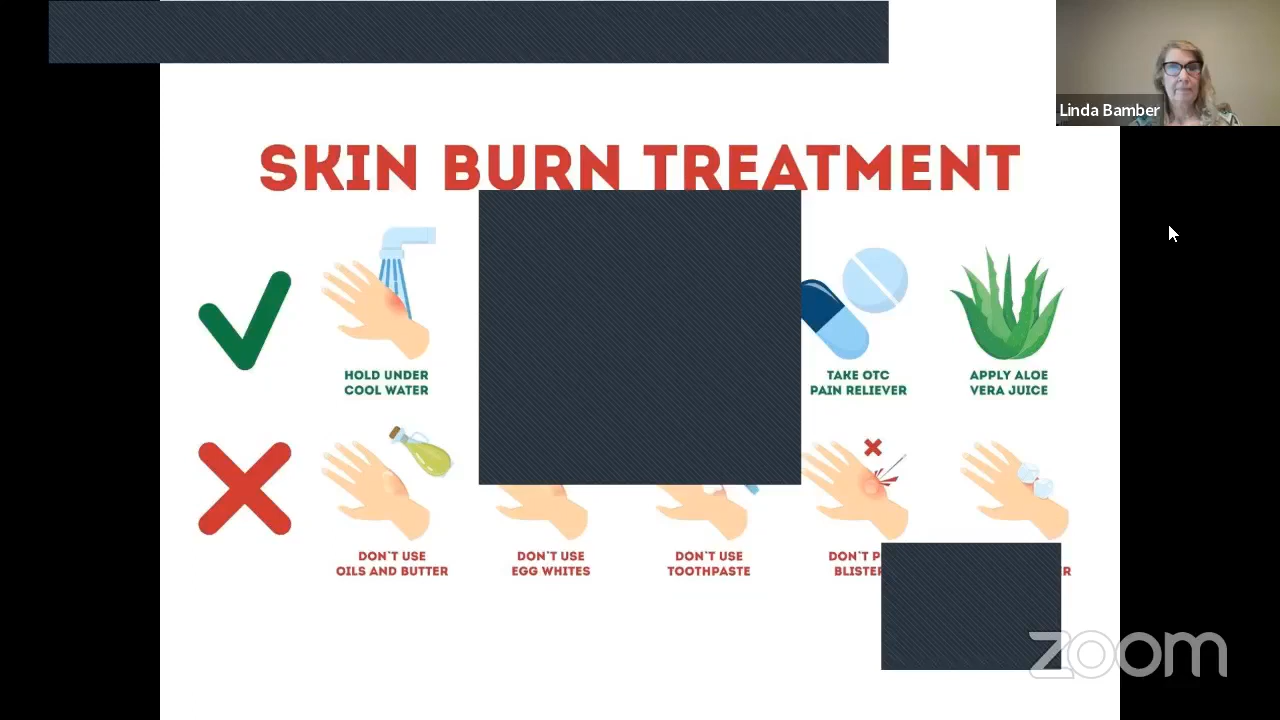 Linda Bamber
SKIN BURN TREATMENT
HOLD UNDER
COOL WATER
TAKE OTC
PAIN RELIEVER
APPLY ALOE
VERA JUICE
DON'T USE
OILS AND BUTTER
DON'T USE
EGG WHITES
DON'T USE
TOOTHPASTE
DON'T
zoom